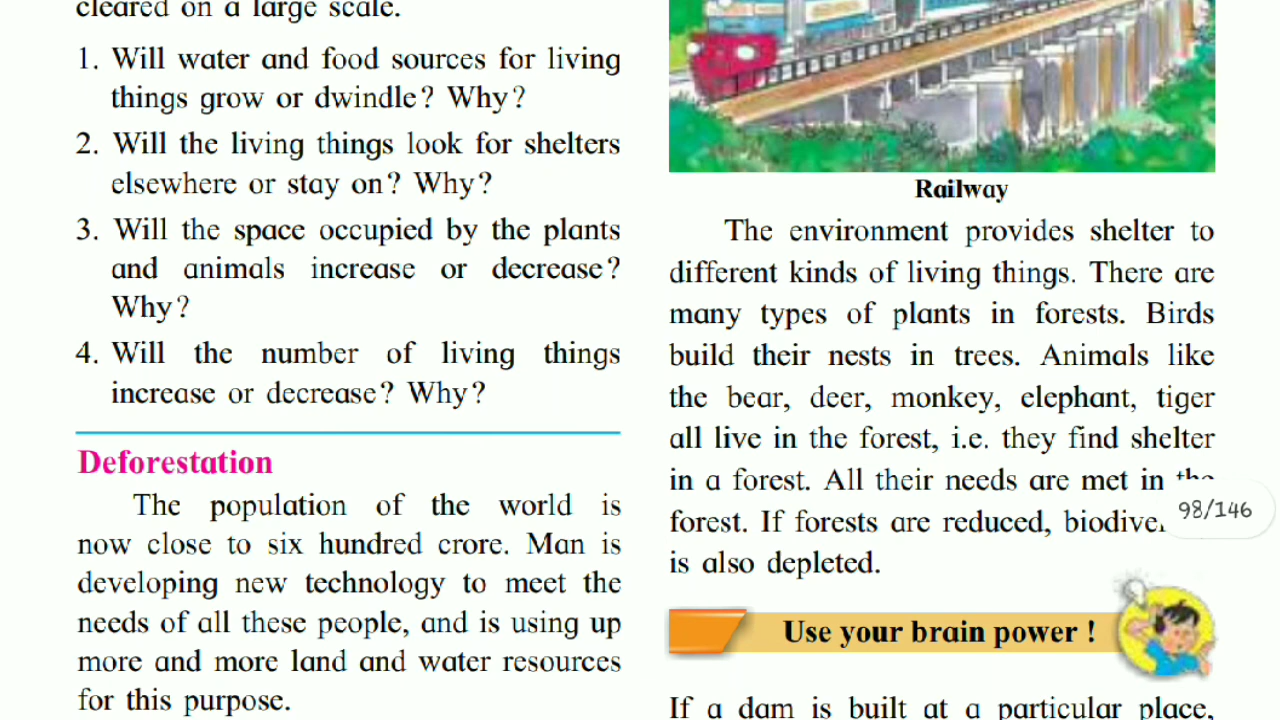 cleared on a large scale.
1. Will water and food sources for living
things grow or dwindle? Why?
2. Will the living things look for shelters
elsewhere or stay on? Why?
3. Will the space occupied by the plants
and animals increase or decrease?
Why?
4. Will the number of living things
increase or decrease? Why?
Deforestation
The population of the world is
now close to six hundred crore. Man is
developing new technology to meet the
needs of all these people, and is using up
more and more land and water resources
for this purpose.
Railway
The environment provides shelter to
different kinds of living things. There are
many types of plants in forests. Birds
build their nests in trees. Animals like
the bear, deer, monkey, elephant, tiger
all live in the forest, i.e. they find shelter
in a forest. All their needs are met in the
forest. If forests are reduced,
is also depleted.
98/146
Use your brain power !
If a dam is built at a particular place,